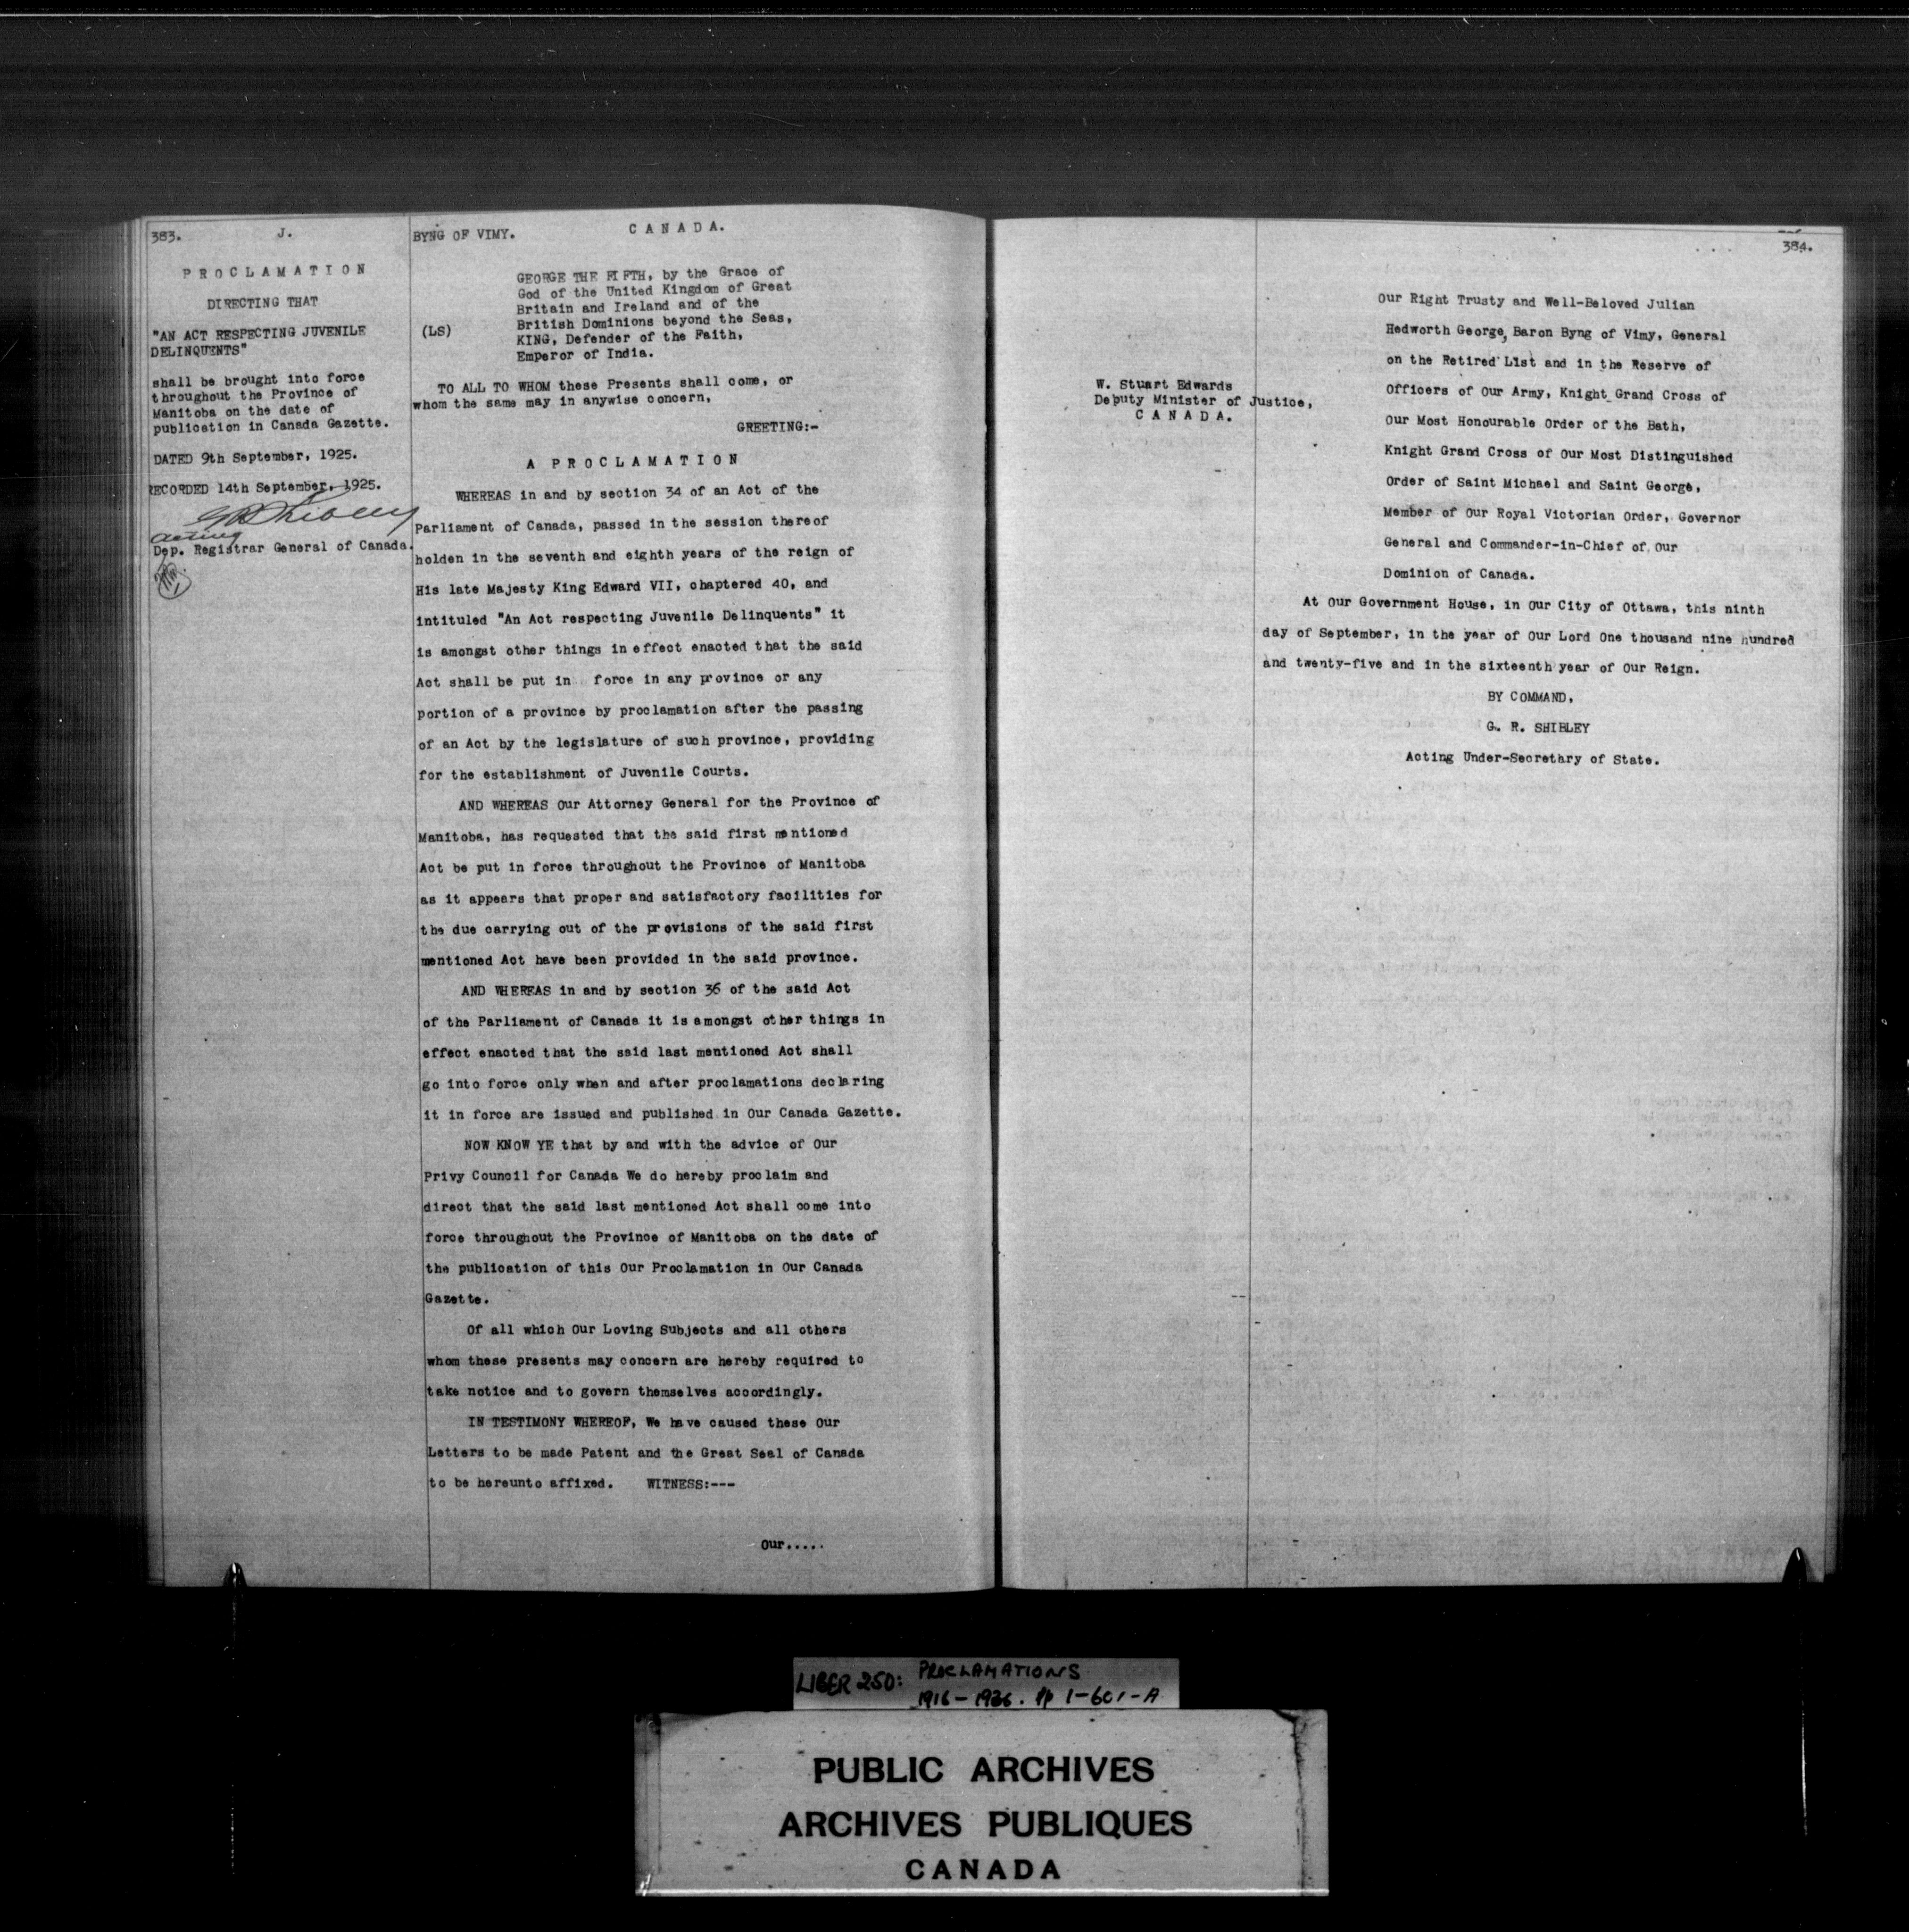 383.
J.
PROCLAMATION
DIRECTING THAT
"AN ACT RESPECTING JUVENILE
DELINQUENTS"
shall be brought into force
throughout the Province of
Manitoba on the date of
publication in Canada Gazette.
DATED 9th September, 1925.
RECORDED 14th September, 1925.
GR Shibley
acting
Dep. Registrar General of Canada.
BYNG OF VIMY.
CANADA.
GEORGE THE FIFTH, by the Grace of
God of the United Kingdom of Great
Britain and Ireland and of the
British Dominions beyond the Seas,
(LS)
KING, Defender of the Faith,
Emperor of India.
TO ALL TO WHOM these Presents shall come, or
whom the same may in anywise concern,
GREETING:-
A PROCLAMATION
WHEREAS in and by section 34 of an Act of the
Parliament of Canada, passed in the session thereof
holden in the seventh and eighth years of the reign of
His late Majesty King Edward VII, chaptered 40, and
intituled "An Act respecting Juvenile Delinquents" it
is amongst other things in effect enacted that the said
Act shall be put in force in any province or any
portion of a province by proclamation after the passing
of an Act by the legislature of such province, providing
for the establishment of Juvenile Courts.
AND WHEREAS Our Attorney General for the Province of
Manitoba, has requested that the said first mentioned
Act be put in force throughout the Province of Manitoba
as it appears that proper and satisfactory facilities for
the due carrying out of the provisions of the said first
mentioned Act have been provided in the said province.
AND WHEREAS in and by section 36 of the said Act
of the Parliament of Canada it is amongst other things in
effect enacted that the said last mentioned Act shall
go into force only when and after proclamations declaring
it in force are issued and published in Our Canada Gazette.
NOW KNOW YE that by and with the advice of Our
Privy Council for Canada We do hereby proclaim and
direct that the said last mentioned Act shall come into
force throughout the Province of Manitoba on the date of
the publication of this Our Proclamation in Our Canada
Gazette.
Of all which Our Loving Subjects and all others
whom these presents may concern are hereby required to
take notice and to govern themselves accordingly.
IN TESTIMONY WHEREOF, We have caused these Our
Letters to be made Patent and the Great Seal of Canada
to be hereunto affixed. WITNESS:---
Our.....
384.
W. Stuart Edwards
Deputy Minister of Justice,
CANADA.
Our Right Trusty and Well-Beloved Julian
Hedworth George, Baron Byng of Vimy, General
on the Retired List and in the Reserve of
Officers of Our Army, Knight Grand Cross of
Our Most Honourable Order of the Bath,
Knight Grand Cross of Our Most Distinguished
Order of Saint Michael and Saint George,
Member of Our Royal Victorian Order, Governor
General and Commander-in-Chief of Our
Dominion of Canada.
At Our Government House, in Our City of Ottawa, this ninth
day of September, in the year of Our Lord One thousand nine hundred
and twenty-five and in the sixteenth year of Our Reign.
BY COMMAND,
G. R. SHIBLEY
Acting Under-Secretary of State.
LIBER 250: PROCLAMATIONS
1916-1936. pp 1-601-A
PUBLIC ARCHIVES
ARCHIVES PUBLIQUES
CANADA